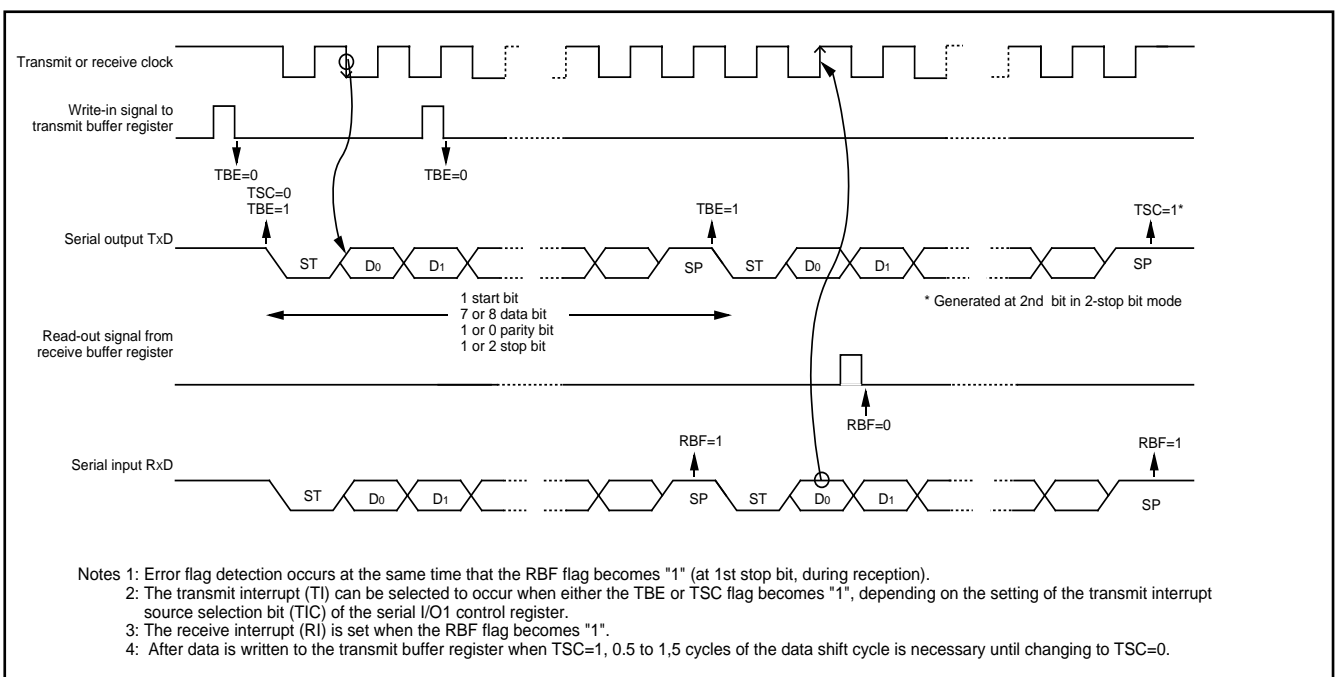 Transmit or receive clock
Write-in signal to
transmit buffer register
TBE=0
TBE=0
TSC=0
TBE=1
TBE=1
TSC=1*
Serial output TxD
ST
D0
D1
SP
ST
D0
D1
SP
1 start bit
7 or 8 data bit
1 or 0 parity bit
1 or 2 stop bit
* Generated at 2nd bit in 2-stop bit mode
Read-out signal from
receive buffer register
RBF=0
RBF=1
RBF=1
Serial input RxD
ST
D0
D1
SP
ST
D0
D1
SP
Notes 1: Error flag detection occurs at the same time that the RBF flag becomes "1" (at 1st stop bit, during reception).
2: The transmit interrupt (TI) can be selected to occur when either the TBE or TSC flag becomes "1", depending on the setting of the transmit interrupt
source selection bit (TIC) of the serial I/O1 control register.
3: The receive interrupt (RI) is set when the RBF flag becomes "1".
4: After data is written to the transmit buffer register when TSC=1, 0.5 to 1,5 cycles of the data shift cycle is necessary until changing to TSC=0.